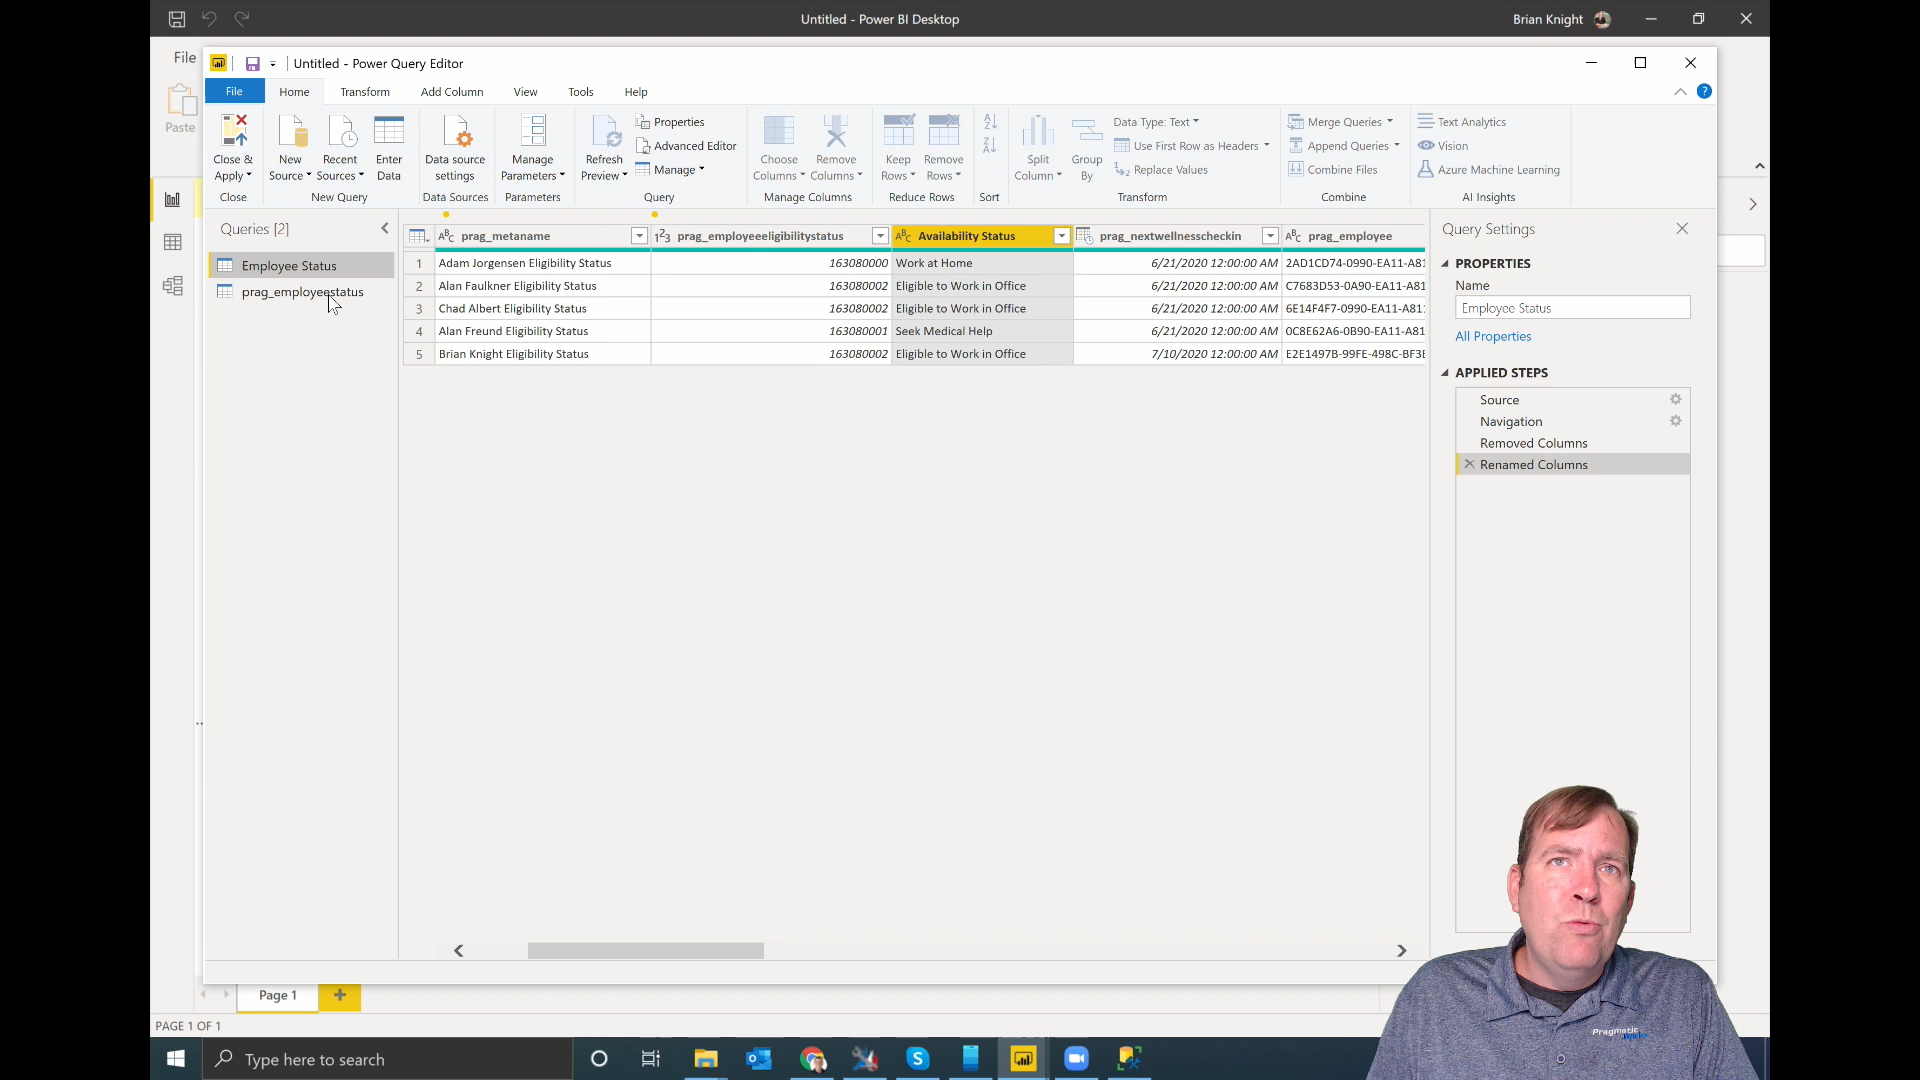 Untitled - Power BI Desktop
Brian Knight
File
Paste
Untitled - Power Query Editor
File Home Transform Add Column View Tools Help
Close & Apply
New Source
Recent Sources
Enter Data
Data source settings
Manage Parameters
Refresh Preview
Properties
Advanced Editor
Manage
Choose Columns
Remove Columns
Keep Rows
Remove Rows
Split Column
Group By
Data Type: Text
Use First Row as Headers
Replace Values
Merge Queries
Append Queries
Combine Files
Text Analytics
Vision
Azure Machine Learning
Close New Query Data Sources Parameters Query Manage Columns Reduce Rows Sort Transform Combine AI Insights
Queries [2]
Employee Status
prag_employeestatus
prag_metaname prag_employeeeligibilitystatus Availability Status prag_nextwellnesscheckin prag_employee
1 Adam Jorgensen Eligibility Status 163080000 Work at Home 6/21/2020 12:00:00 AM 2AD1CD74-0990-EA11-A81
2 Alan Faulkner Eligibility Status 163080002 Eligible to Work in Office 6/21/2020 12:00:00 AM C7683D53-0A90-EA11-A81
3 Chad Albert Eligibility Status 163080002 Eligible to Work in Office 6/21/2020 12:00:00 AM 6E14F4F7-0990-EA11-A81
4 Alan Freund Eligibility Status 163080001 Seek Medical Help 6/21/2020 12:00:00 AM 0C8E62A6-0B90-EA11-A81
5 Brian Knight Eligibility Status 163080002 Eligible to Work in Office 7/10/2020 12:00:00 AM E2E1497B-99FE-498C-BF3E
Query Settings
PROPERTIES
Name
Employee Status
All Properties
APPLIED STEPS
Source
Navigation
Removed Columns
Renamed Columns
Pragmatic
Page 1
PAGE 1 OF 1
Type here to search